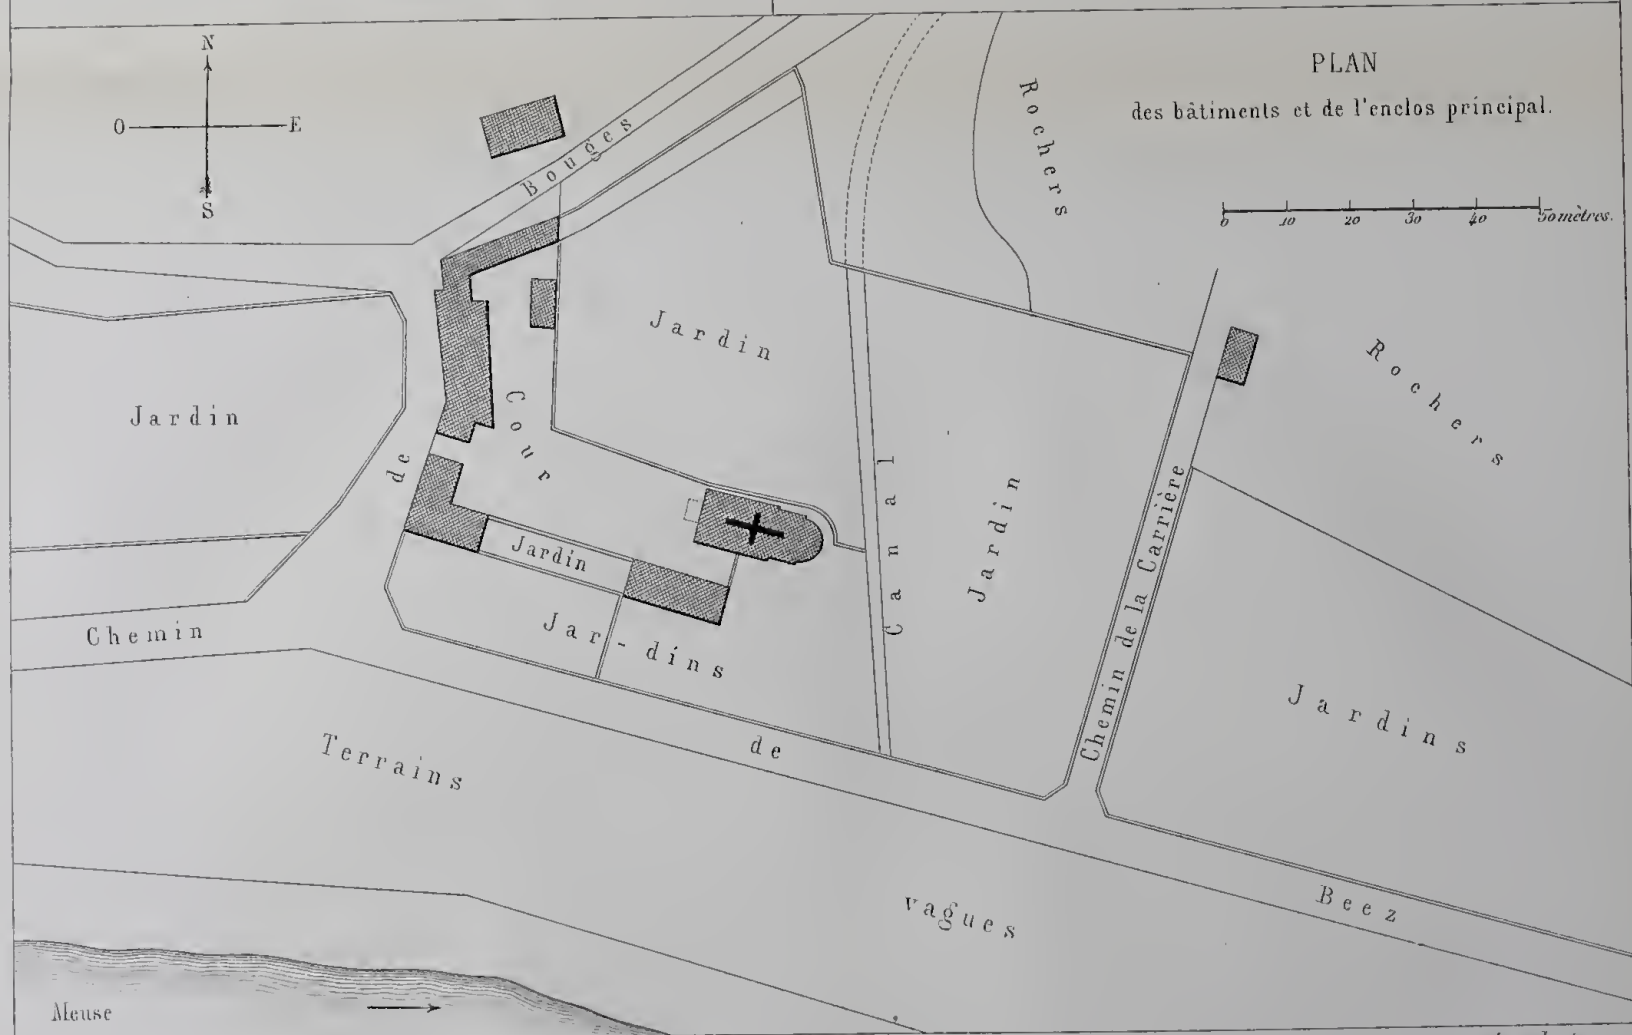 PLAN
des bâtiments et de l'enclos principal.
0 10 20 30 40 50 mètres.
N
O E
S
Bouges
de
Rochers
Rochers
Jardin
Jardin
Cour
Jardin
Jar-dins
Canal
Jardin
Chemin de la Carrière
Jardins
Chemin
de
Beez
Terrains
vagues
Meuse